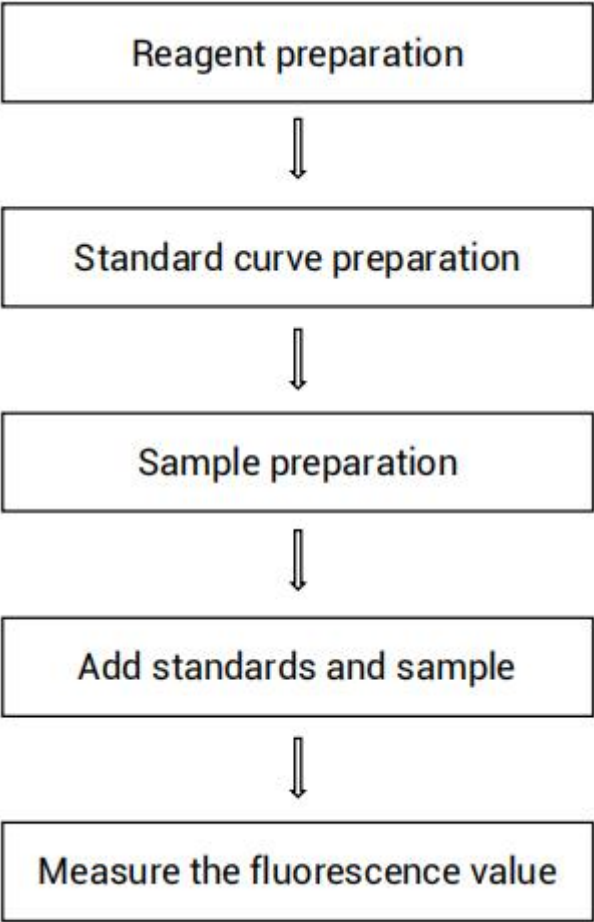 Reagent preparation
Standard curve preparation
Sample preparation
Add standards and sample
Measure the fluorescence value